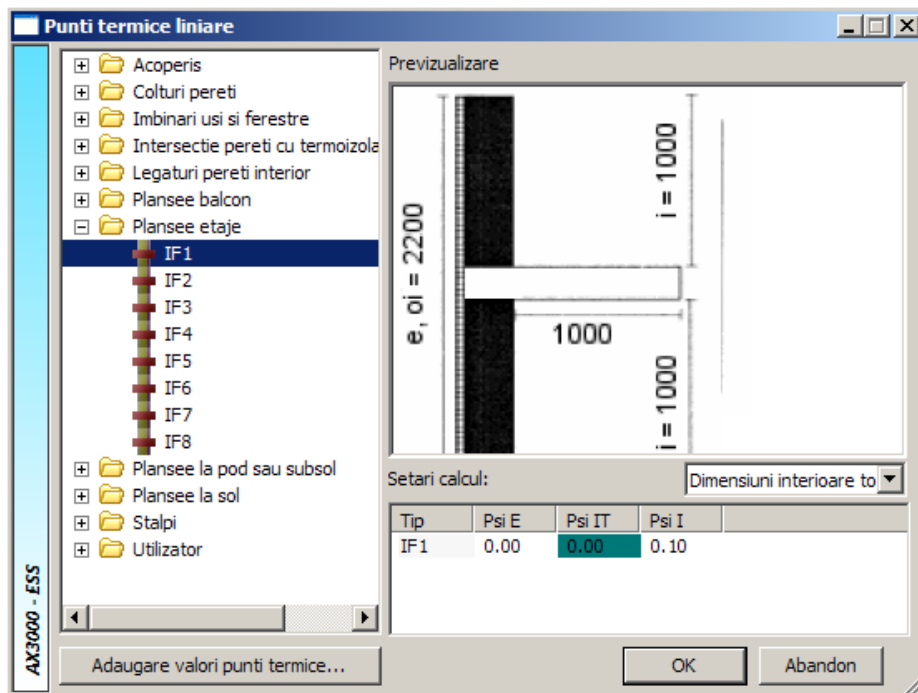 Punti termice liniare
Acoperis
Colturi pereti
Imbinari usi si ferestre
Intersectie pereti cu termoizola
Legaturi pereti interior
Plansee balcon
Plansee etaje
IF1
IF2
IF3
IF4
IF5
IF6
IF7
IF8
Plansee la pod sau subsol
Plansee la sol
Stalpi
Utilizator
AX3000 - ESS
Adaugare valori punti termice...
Previzualizare
e, oi = 2200
i = 1000
1000
i = 1000
Setari calcul:
Dimensiuni interioare to
Tip Psi E Psi IT Psi I
IF1 0.00 0.00 0.10
OK Abandon